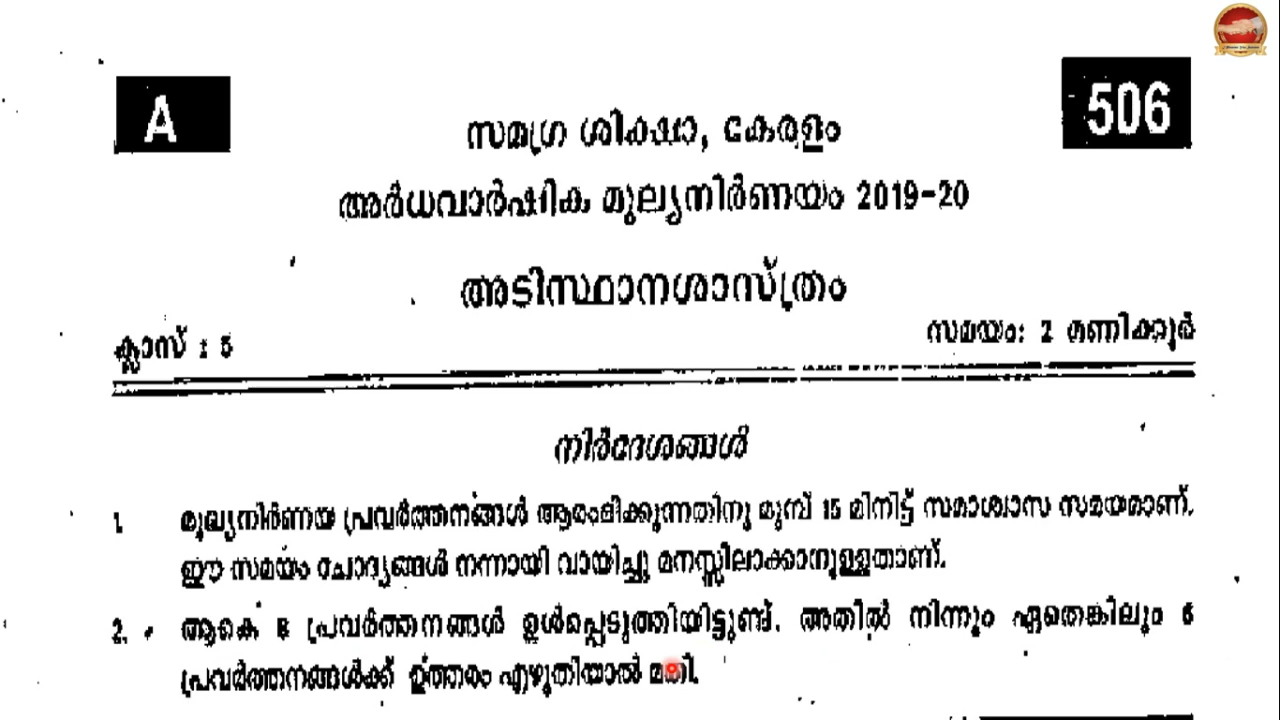 A
506
സമഗ്ര ശിക്ഷാ, കേരളം
അർധവാർഷിക മൂല്യനിർണയം 2019-20
അടിസ്ഥാനശാസ്ത്രം
ക്ലാസ് : 5
സമയം: 2 മണിക്കൂർ
നിർദേശങ്ങൾ
1. മൂല്യനിർണയ പ്രവർത്തനങ്ങൾ ആരംഭിക്കുന്നതിനു മുമ്പ് 15 മിനിട്ട് സമാശ്വാസ സമയമാണ്.
ഈ സമയം ചോദ്യങ്ങൾ നന്നായി വായിച്ചു മനസ്സിലാക്കാനുള്ളതാണ്.
2. ആകെ 8 പ്രവർത്തനങ്ങൾ ഉൾപ്പെടുത്തിയിട്ടുണ്ട്. അതിൽ നിന്നും ഏതെങ്കിലും 6
പ്രവർത്തനങ്ങൾക്ക് ഉത്തരം എഴുതിയാൽ മതി.